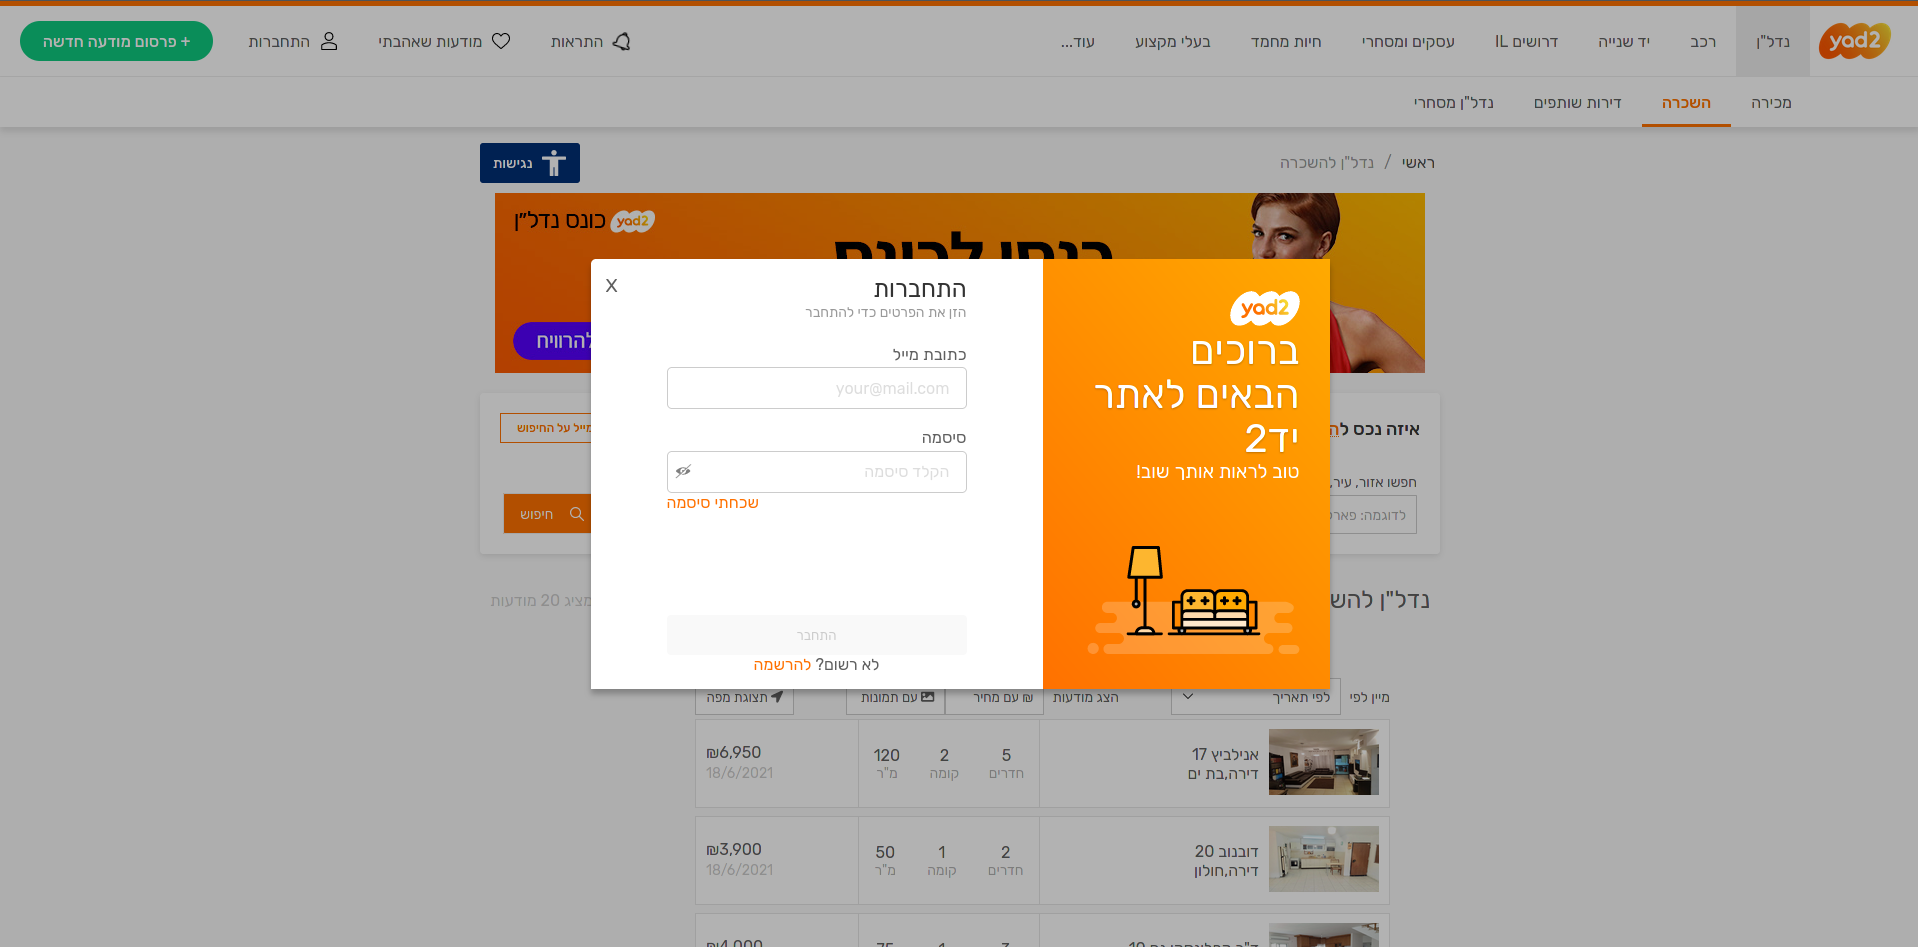 yad2
נדל"ן
רכב
יד שנייה
דרושים IL
עסקים ומסחרי
חיות מחמד
בעלי מקצוע
עוד...
התראות
מודעות שאהבתי
התחברות
+ פרסום מודעה חדשה
מכירה
השכרה
דירות שותפים
נדל"ן מסחרי
ראשי / נדל"ן להשכרה
נגישות
yad2 כונס נדל"ן
yad2
ברוכים
הבאים לאתר
יד2
טוב לראות אותך שוב!
X
התחברות
הזן את הפרטים כדי להתחבר
כתובת מייל
your@mail.com
סיסמה
הקלד סיסמה
שכחתי סיסמה
התחבר
לא רשום? להרשמה
איזה נכס
מייל על החיפוש
חפשו אזור, עיר,
לדוגמה:
חיפוש
נדל"ן
20 מודעות
מיין לפי
לפי תאריך
הצג מודעות
₪ עם מחיר
עם תמונות
תצוגת מפה
אנילביץ 17
דירה,בת ים
5
חדרים
2
קומה
120
מ"ר
₪6,950
18/6/2021
דובנוב 20
דירה,חולון
2
חדרים
1
קומה
50
מ"ר
₪3,900
18/6/2021